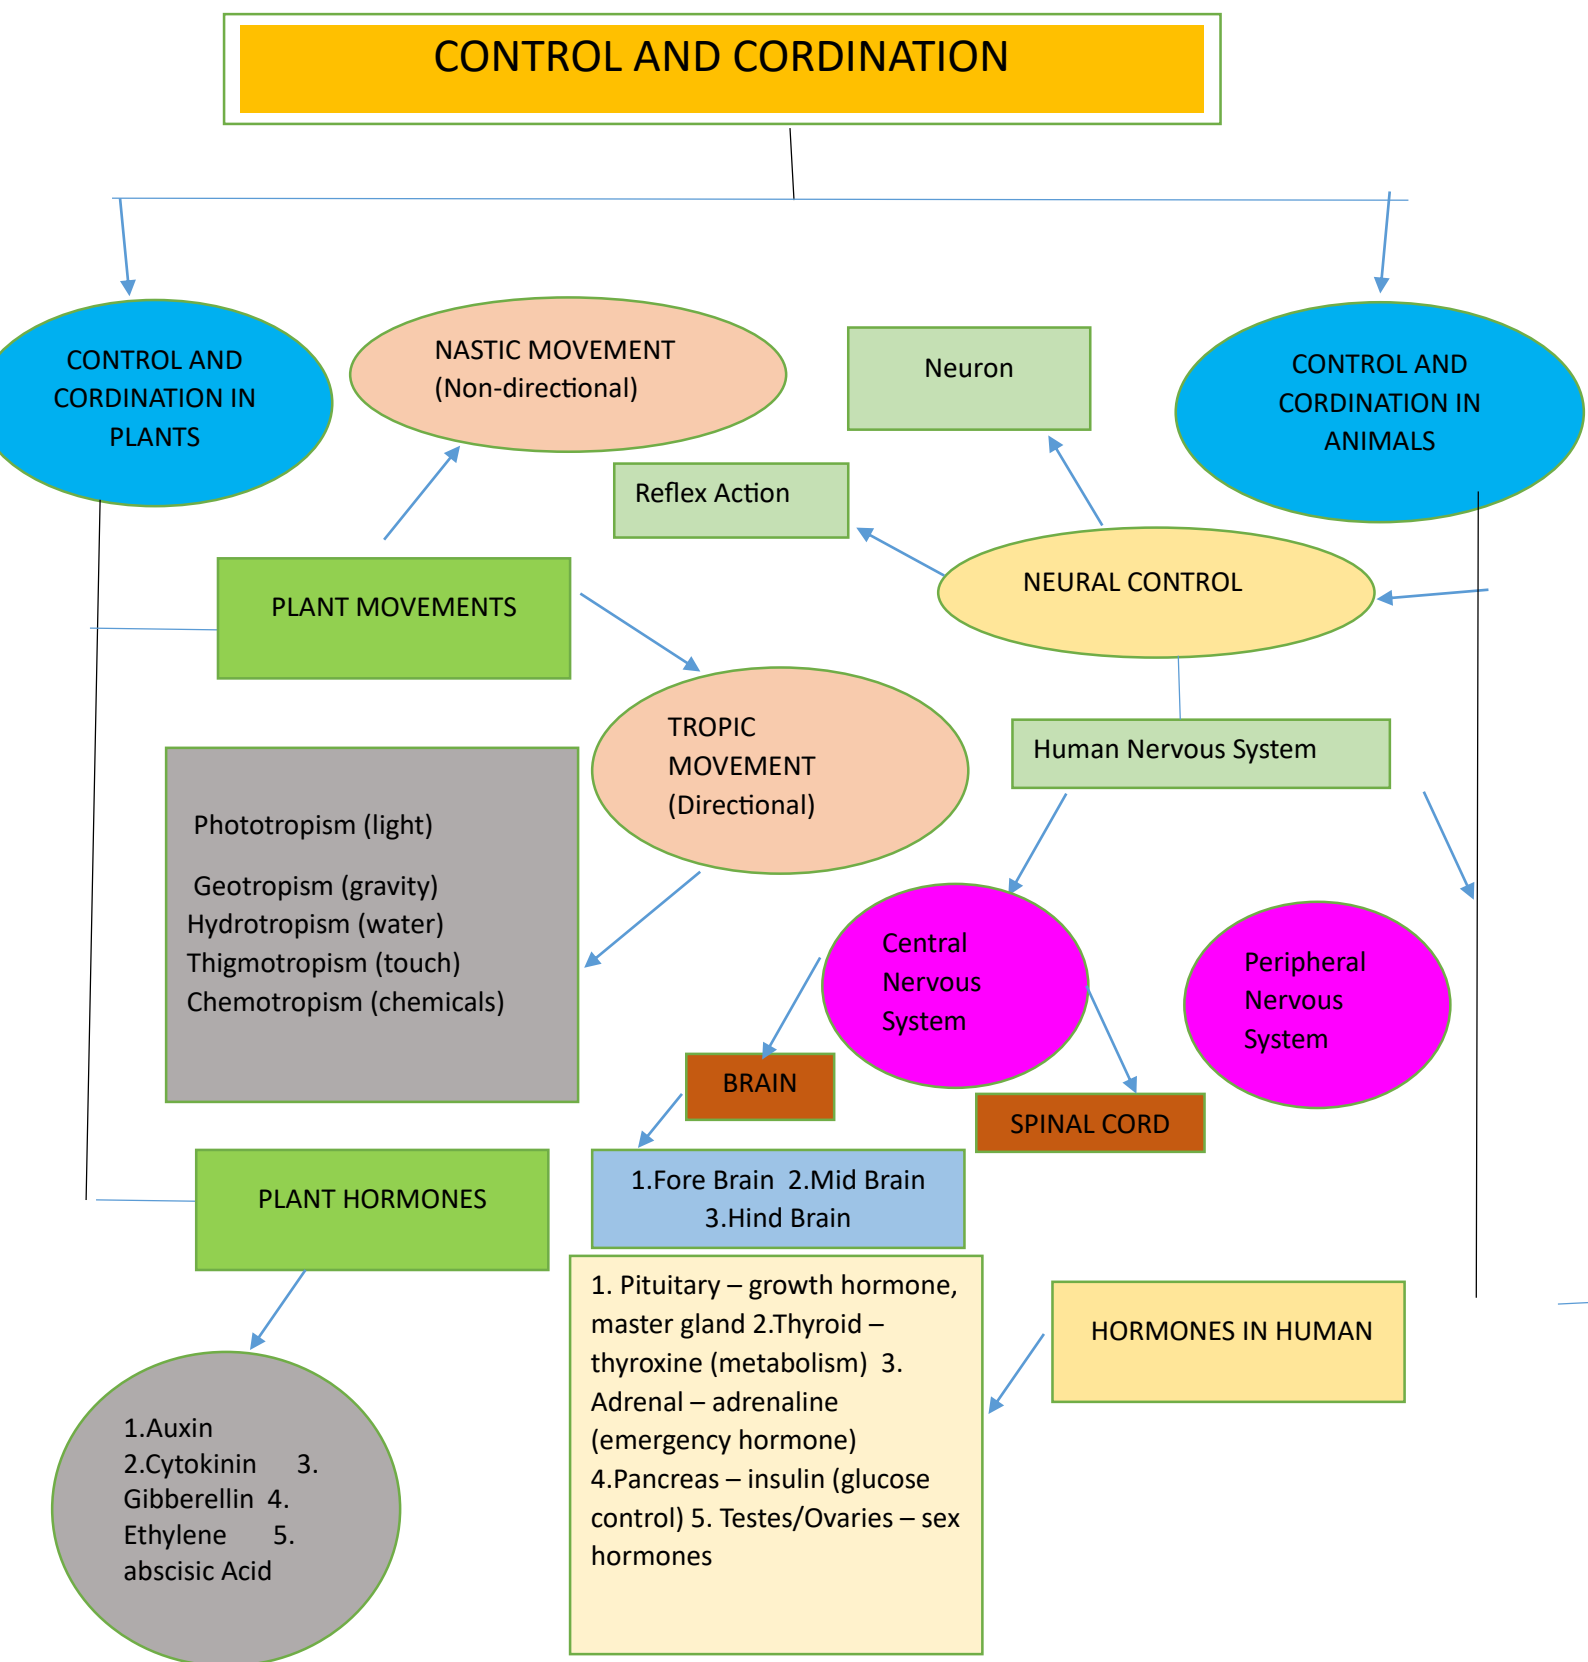 CONTROL AND CORDINATION
CONTROL AND
CORDINATION IN
PLANTS
NASTIC MOVEMENT
(Non-directional)
Neuron
CONTROL AND
CORDINATION IN
ANIMALS
Reflex Action
PLANT MOVEMENTS
NEURAL CONTROL
TROPIC
MOVEMENT
(Directional)
Human Nervous System
Phototropism (light)
Geotropism (gravity)
Hydrotropism (water)
Thigmotropism (touch)
Chemotropism (chemicals)
Central
Nervous
System
Peripheral
Nervous
System
BRAIN
SPINAL CORD
PLANT HORMONES
1.Fore Brain 2.Mid Brain
3.Hind Brain
1. Pituitary – growth hormone,
master gland 2.Thyroid –
thyroxine (metabolism) 3.
Adrenal – adrenaline
(emergency hormone)
4.Pancreas – insulin (glucose
control) 5. Testes/Ovaries – sex
hormones
HORMONES IN HUMAN
1.Auxin
2.Cytokinin 3.
Gibberellin 4.
Ethylene 5.
abscisic Acid